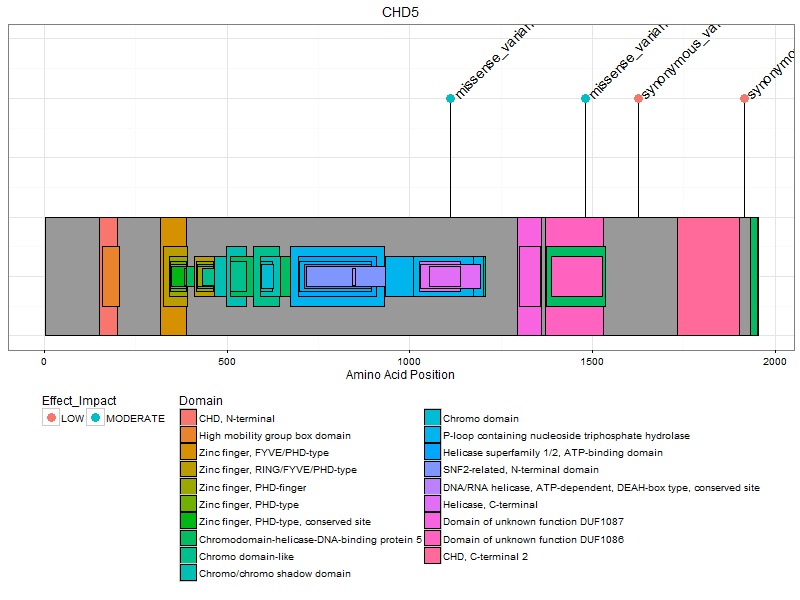 CHD5
missense_varian
missense_varian
synonymous_va
synonymo
0 500 1000 1500 2000
Amino Acid Position
Effect_Impact
LOW MODERATE
Domain
CHD, N-terminal
High mobility group box domain
Zinc finger, FYVE/PHD-type
Zinc finger, RING/FYVE/PHD-type
Zinc finger, PHD-finger
Zinc finger, PHD-type
Zinc finger, PHD-type, conserved site
Chromodomain-helicase-DNA-binding protein 5
Chromo domain-like
Chromo/chromo shadow domain
Chromo domain
P-loop containing nucleoside triphosphate hydrolase
Helicase superfamily 1/2, ATP-binding domain
SNF2-related, N-terminal domain
DNA/RNA helicase, ATP-dependent, DEAH-box type, conserved site
Helicase, C-terminal
Domain of unknown function DUF1087
Domain of unknown function DUF1086
CHD, C-terminal 2